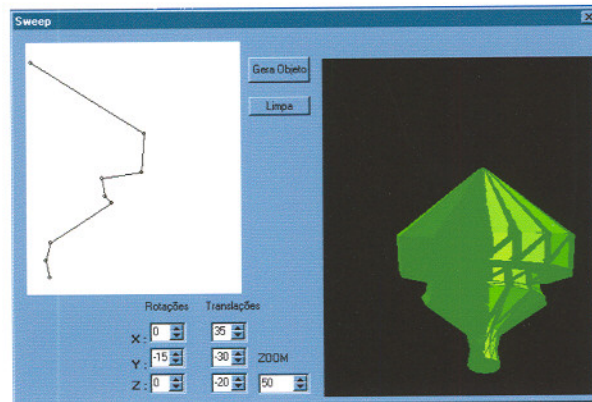 Sweep
Gera Objeto
Limpa
Rotações Translações
X: 0 35
Y: -15 -30 ZOOM
Z: 0 -20 50